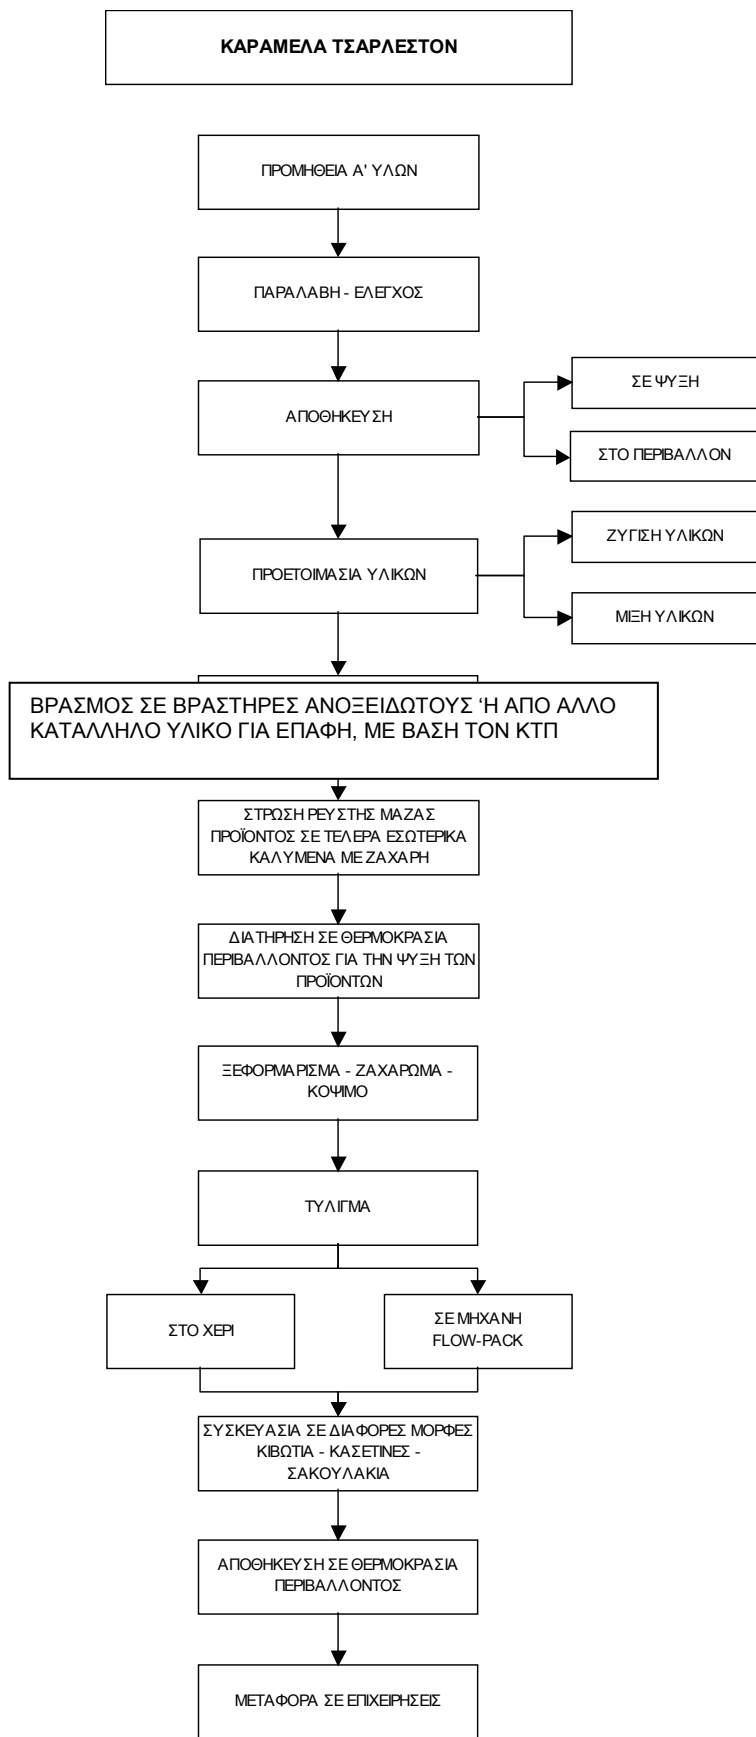 ΚΑΡΑΜΕΛΑ ΤΣΑΡΛΕΣΤΟΝ
ΠΡΟΜΗΘΕΙΑ Α' ΥΛΩΝ
ΠΑΡΑΛΑΒΗ - ΕΛΕΓΧΟΣ
ΑΠΟΘΗΚΕΥΣΗ
ΣΕ ΨΥΞΗ
ΣΤΟ ΠΕΡΙΒΑΛΛΟΝ
ΠΡΟΕΤΟΙΜΑΣΙΑ ΥΛΙΚΩΝ
ΖΥΓΙΣΗ ΥΛΙΚΩΝ
ΜΙΞΗ ΥΛΙΚΩΝ
ΒΡΑΣΜΟΣ ΣΕ ΒΡΑΣΤΗΡΕΣ ΑΝΟΞΕΙΔΩΤΟΥΣ ‘Η ΑΠΟ ΑΛΛΟ
ΚΑΤΑΛΛΗΛΟ ΥΛΙΚΟ ΓΙΑ ΕΠΑΦΗ, ΜΕ ΒΑΣΗ ΤΟΝ ΚΤΠ
ΣΤΡΩΣΗ ΡΕΥΣΤΗΣ ΜΑΖΑΣ
ΠΡΟΪΟΝΤΟΣ ΣΕ ΤΕΛΕΡΑ ΕΣΩΤΕΡΙΚΑ
ΚΑΛΥΜΕΝΑ ΜΕ ΖΑΧΑΡΗ
ΔΙΑΤΗΡΗΣΗ ΣΕ ΘΕΡΜΟΚΡΑΣΙΑ
ΠΕΡΙΒΑΛΛΟΝΤΟΣ ΓΙΑ ΤΗΝ ΨΥΞΗ ΤΩΝ
ΠΡΟΪΟΝΤΩΝ
ΞΕΦΟΡΜΑΡΙΣΜΑ - ΖΑΧΑΡΩΜΑ -
ΚΟΨΙΜΟ
ΤΥΛΙΓΜΑ
ΣΤΟ ΧΕΡΙ
ΣΕ ΜΗΧΑΝΗ
FLOW-PACK
ΣΥΣΚΕΥΑΣΙΑ ΣΕ ΔΙΑΦΟΡΕΣ ΜΟΡΦΕΣ
ΚΙΒΩΤΙΑ - ΚΑΣΕΤΙΝΕΣ -
ΣΑΚΟΥΛΑΚΙΑ
ΑΠΟΘΗΚΕΥΣΗ ΣΕ ΘΕΡΜΟΚΡΑΣΙΑ
ΠΕΡΙΒΑΛΛΟΝΤΟΣ
ΜΕΤΑΦΟΡΑ ΣΕ ΕΠΙΧΕΙΡΗΣΕΙΣ